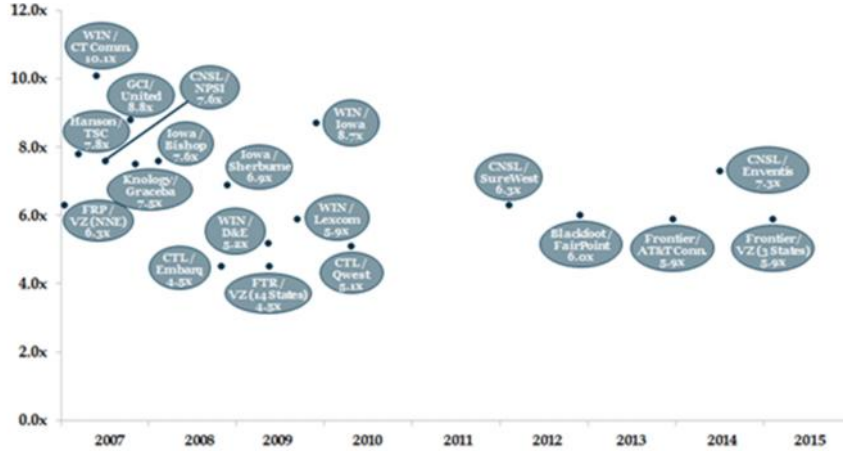 12.0x
10.0x
8.0x
6.0x
4.0x
2.0x
0.0x
WIN /
CT Comm.
10.1x
GCI /
United
8.8x
CNSL /
NPSI
7.6x
Hanson /
TSC
7.8x
Iowa /
Bishop
7.6x
Knology/
Graceba
7.5x
Iowa /
Sherburne
6.9x
WIN /
Iowa
8.7x
FRP /
VZ (NNE)
6.3x
WIN /
D&E
5.2x
WIN /
Lexcom
5.9x
CTL /
Embarq
4.5x
FTR /
VZ (14 States)
4.5x
CTL /
Qwest
5.1x
CNSL /
SureWest
6.3x
Blackfoot /
FairPoint
6.0x
Frontier /
AT&T Conn.
5.9x
CNSL /
Enventis
7.3x
Frontier /
VZ (3 States)
5.9x
2007 2008 2009 2010 2011 2012 2013 2014 2015